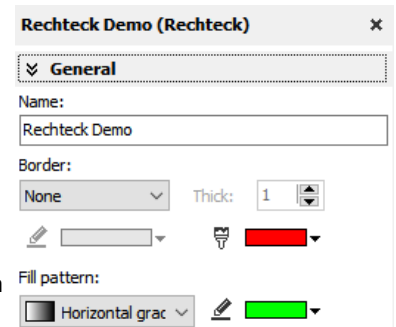 Rechteck Demo (Rechteck)
General
Name:
Rechteck Demo
Border:
None Thick: 1
Fill pattern:
Horizontal grac